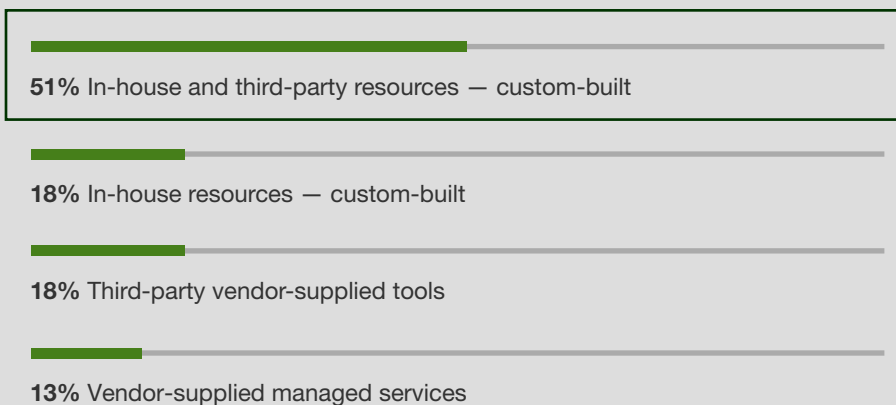 51% In-house and third-party resources — custom-built
18% In-house resources — custom-built
18% Third-party vendor-supplied tools
13% Vendor-supplied managed services